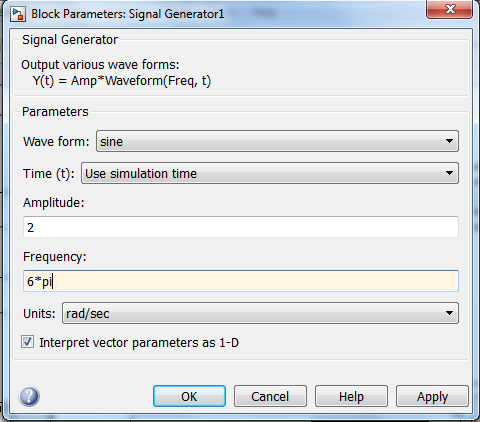 Block Parameters: Signal Generator1
Signal Generator
Output various wave forms:
Y(t) = Amp*Waveform(Freq, t)
Parameters
Wave form: sine
Time (t): Use simulation time
Amplitude:
2
Frequency:
6*pi
Units: rad/sec
Interpret vector parameters as 1-D
? OK Cancel Help Apply